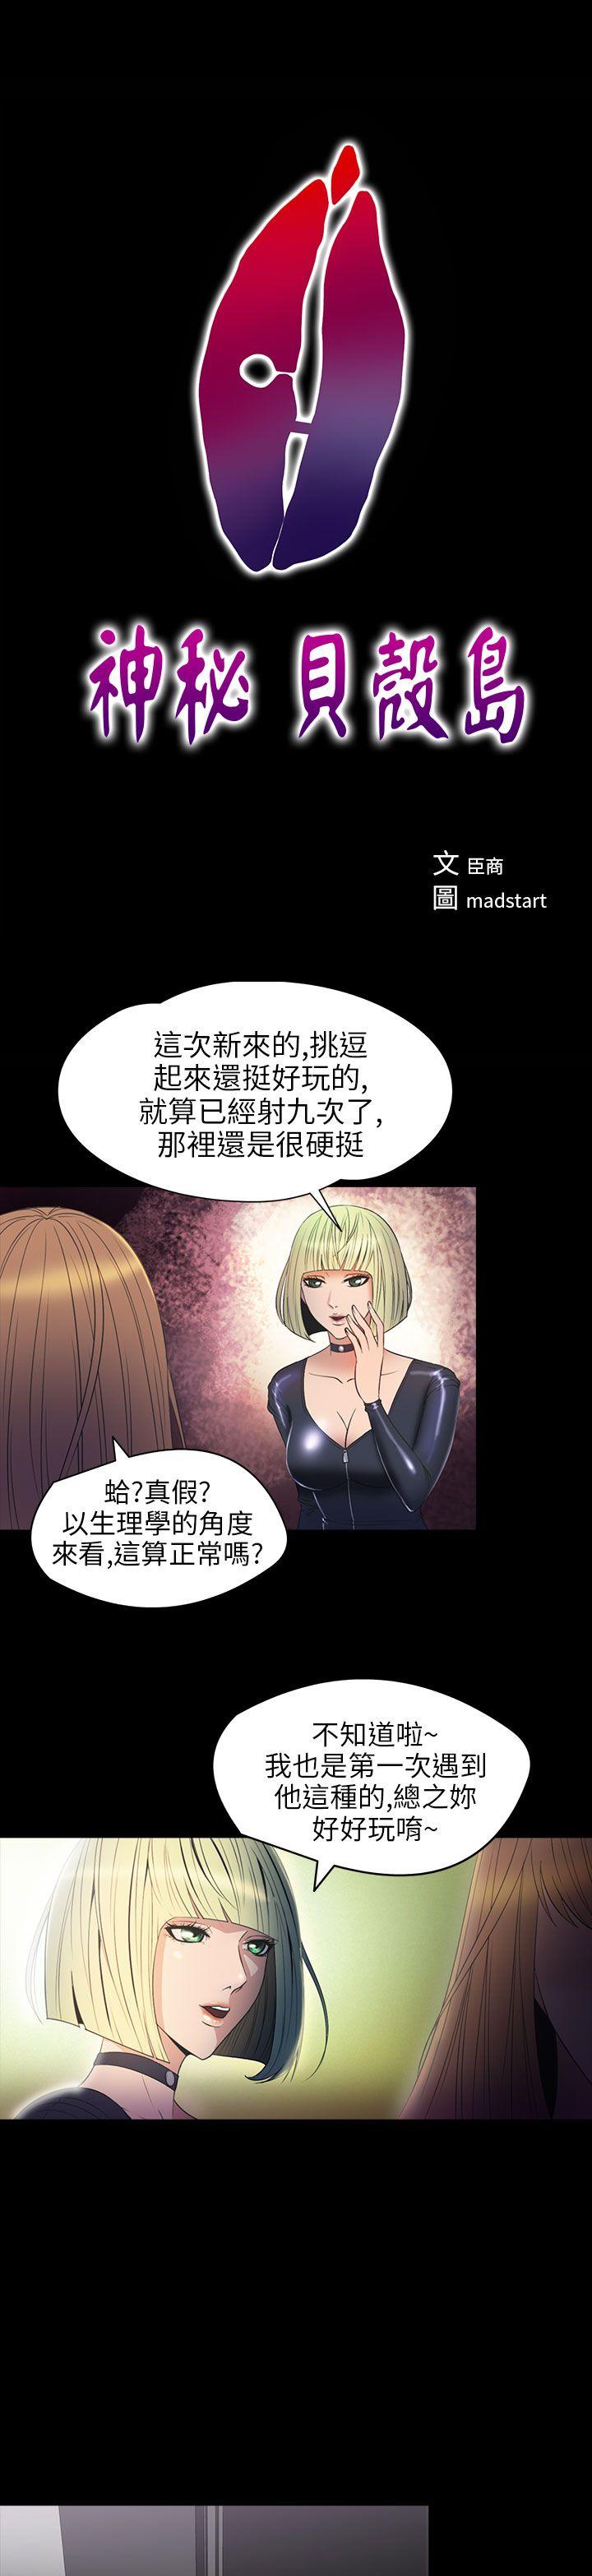 神秘 貝殼島
文 臣商
圖 madstart
這次新來的,挑逗
起來還挺好玩的,
就算已經射九次了,
那裡還是很硬挺
蛤?真假?
以生理學的角度
來看,這算正常嗎?
不知道啦~
我也是第一次遇到
他這種的,總之妳
好好玩唷~